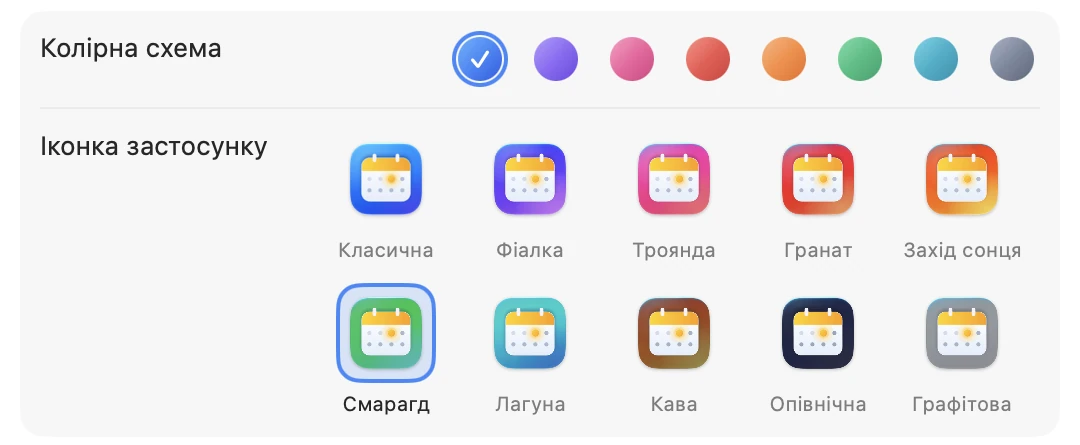 Колірна схема
Іконка застосунку
Класична Фіалка Троянда Гранат Захід сонця
Смарагд Лагуна Кава Опівнічна Графітова